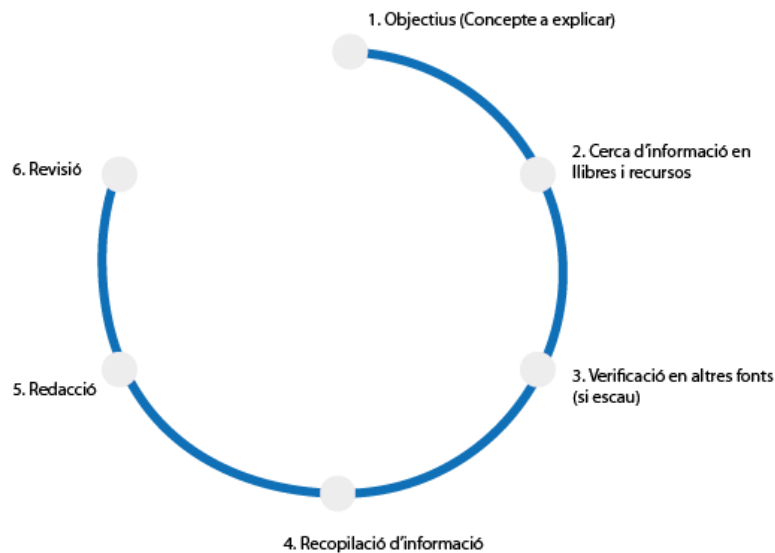 1. Objectius (Concepte a explicar)
2. Cerca d'informació en
llibres i recursos
3. Verificació en altres fonts
(si escau)
4. Recopilació d'informació
5. Redacció
6. Revisió